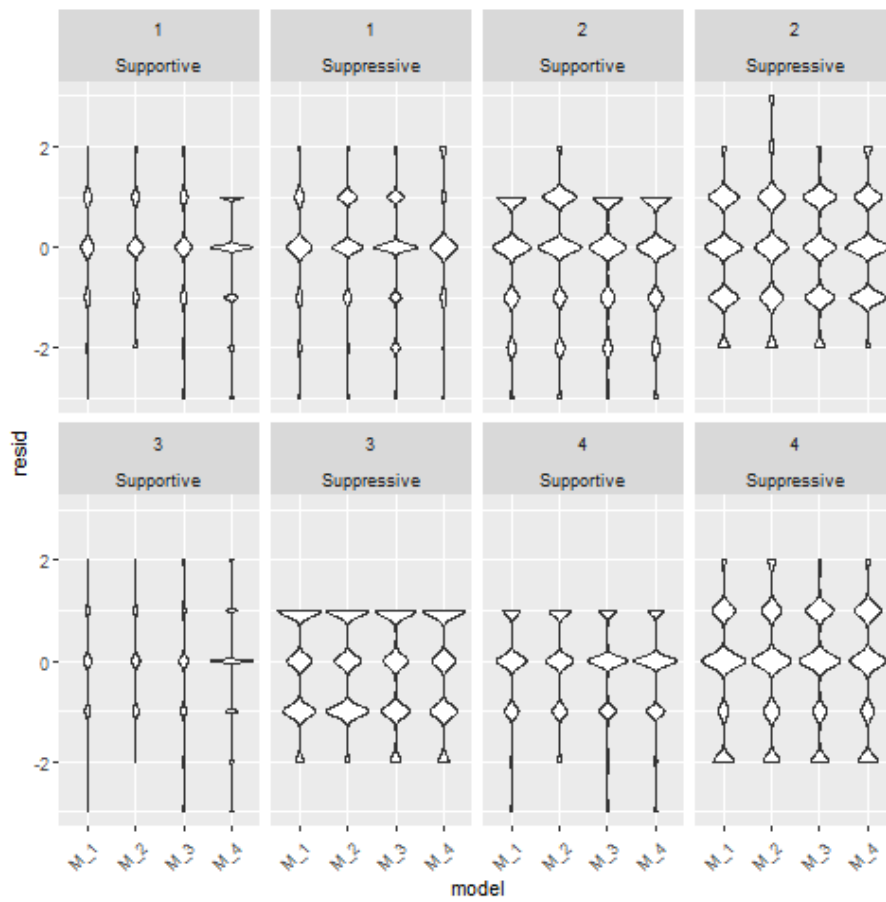 1 1 2 2
Supportive Suppressive Supportive Suppressive
2
0
-2
resid
3 3 4 4
Supportive Suppressive Supportive Suppressive
2
0
-2
M_1 M_2 M_3 M_4 M_1 M_2 M_3 M_4 M_1 M_2 M_3 M_4 M_1 M_2 M_3 M_4
model